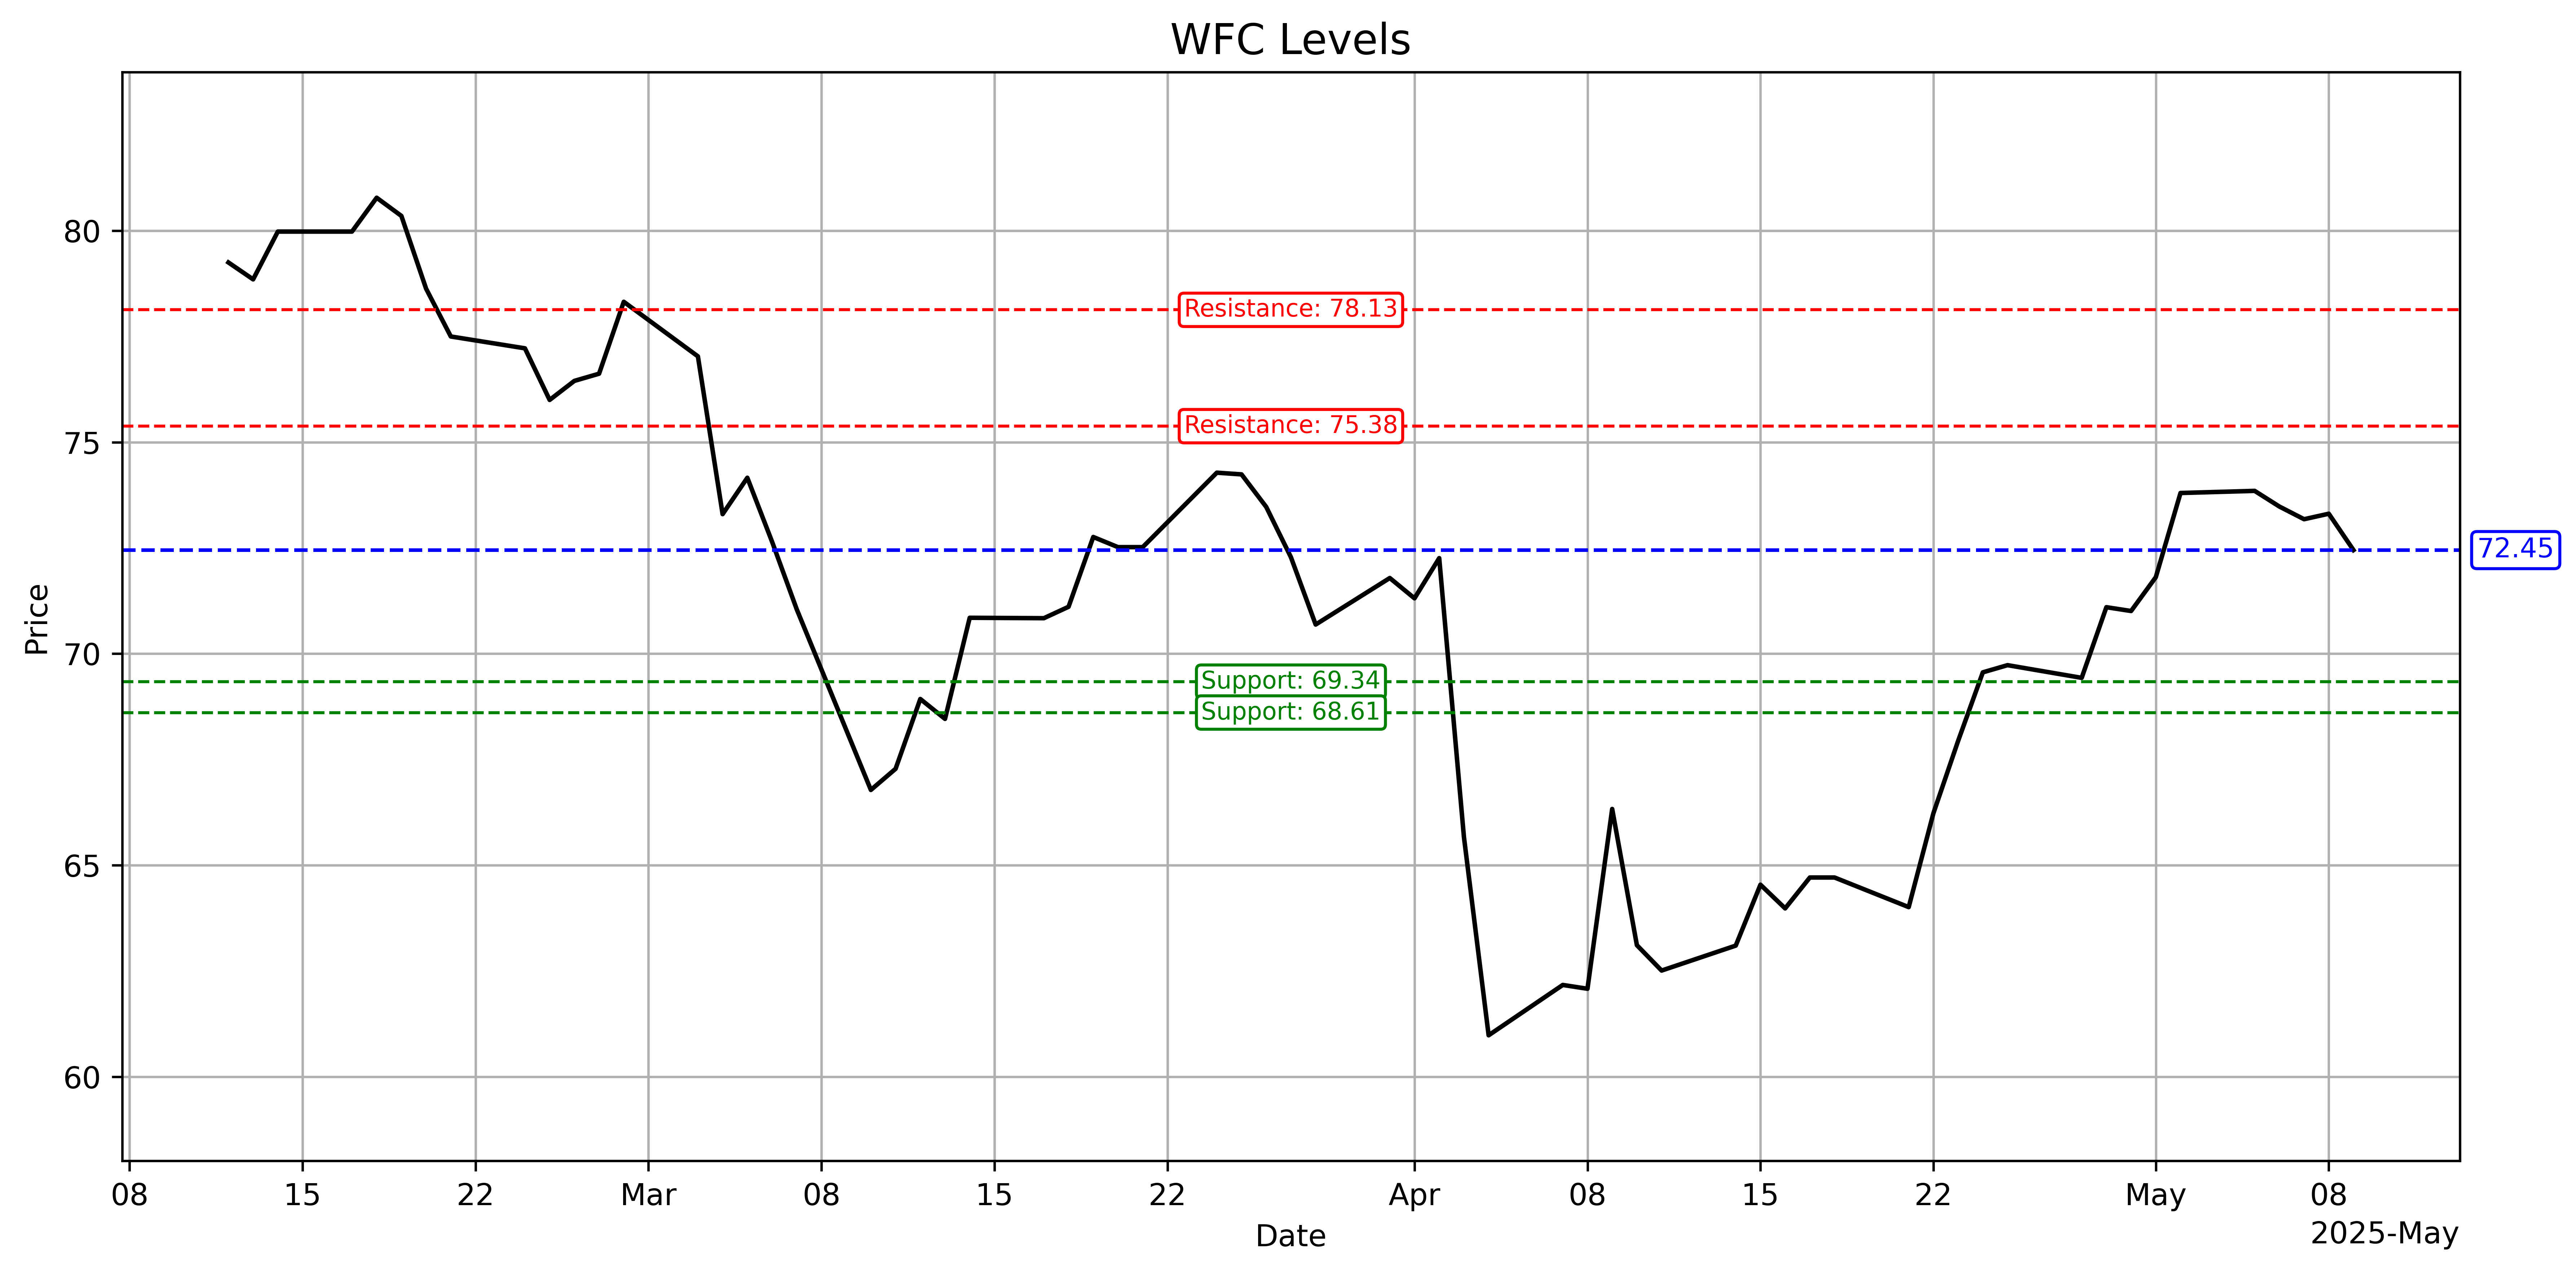 WFC Levels
Price
80
75
70
65
60
Resistance: 78.13
Resistance: 75.38
72.45
Support: 69.34
Support: 68.61
08 15 22 Mar 08 15 22 Apr 08 15 22 May 08
Date
2025-May